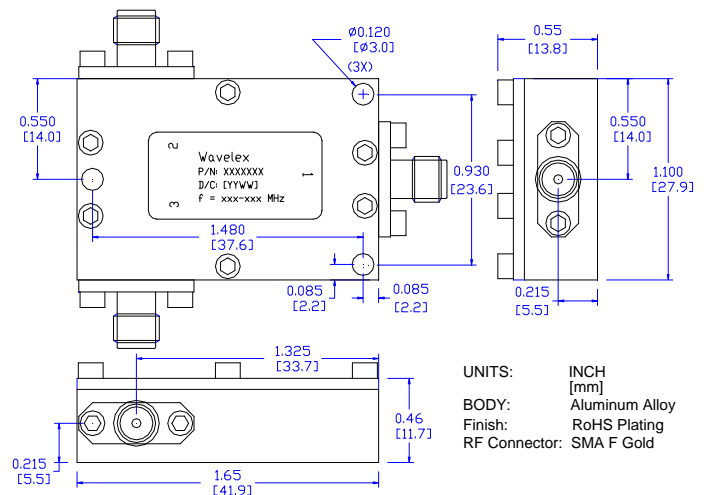 Ø0.120
[Ø3.0]
(3X)
0.55
[13.8]
0.550
[14.0]
0.550
[14.0]
2
Wavelex
P/N: XXXXXXX
D/C: [YYWW]
f = xxx-xxx MHz
1
3
0.930
[23.6]
1.100
[27.9]
1.480
[37.6]
0.085
[2.2]
0.085
[2.2]
0.215
[5.5]
1.325
[33.7]
0.46
[11.7]
0.215
[5.5]
1.65
[41.9]
UNITS: INCH
[mm]
BODY: Aluminum Alloy
Finish: RoHS Plating
RF Connector: SMA F Gold